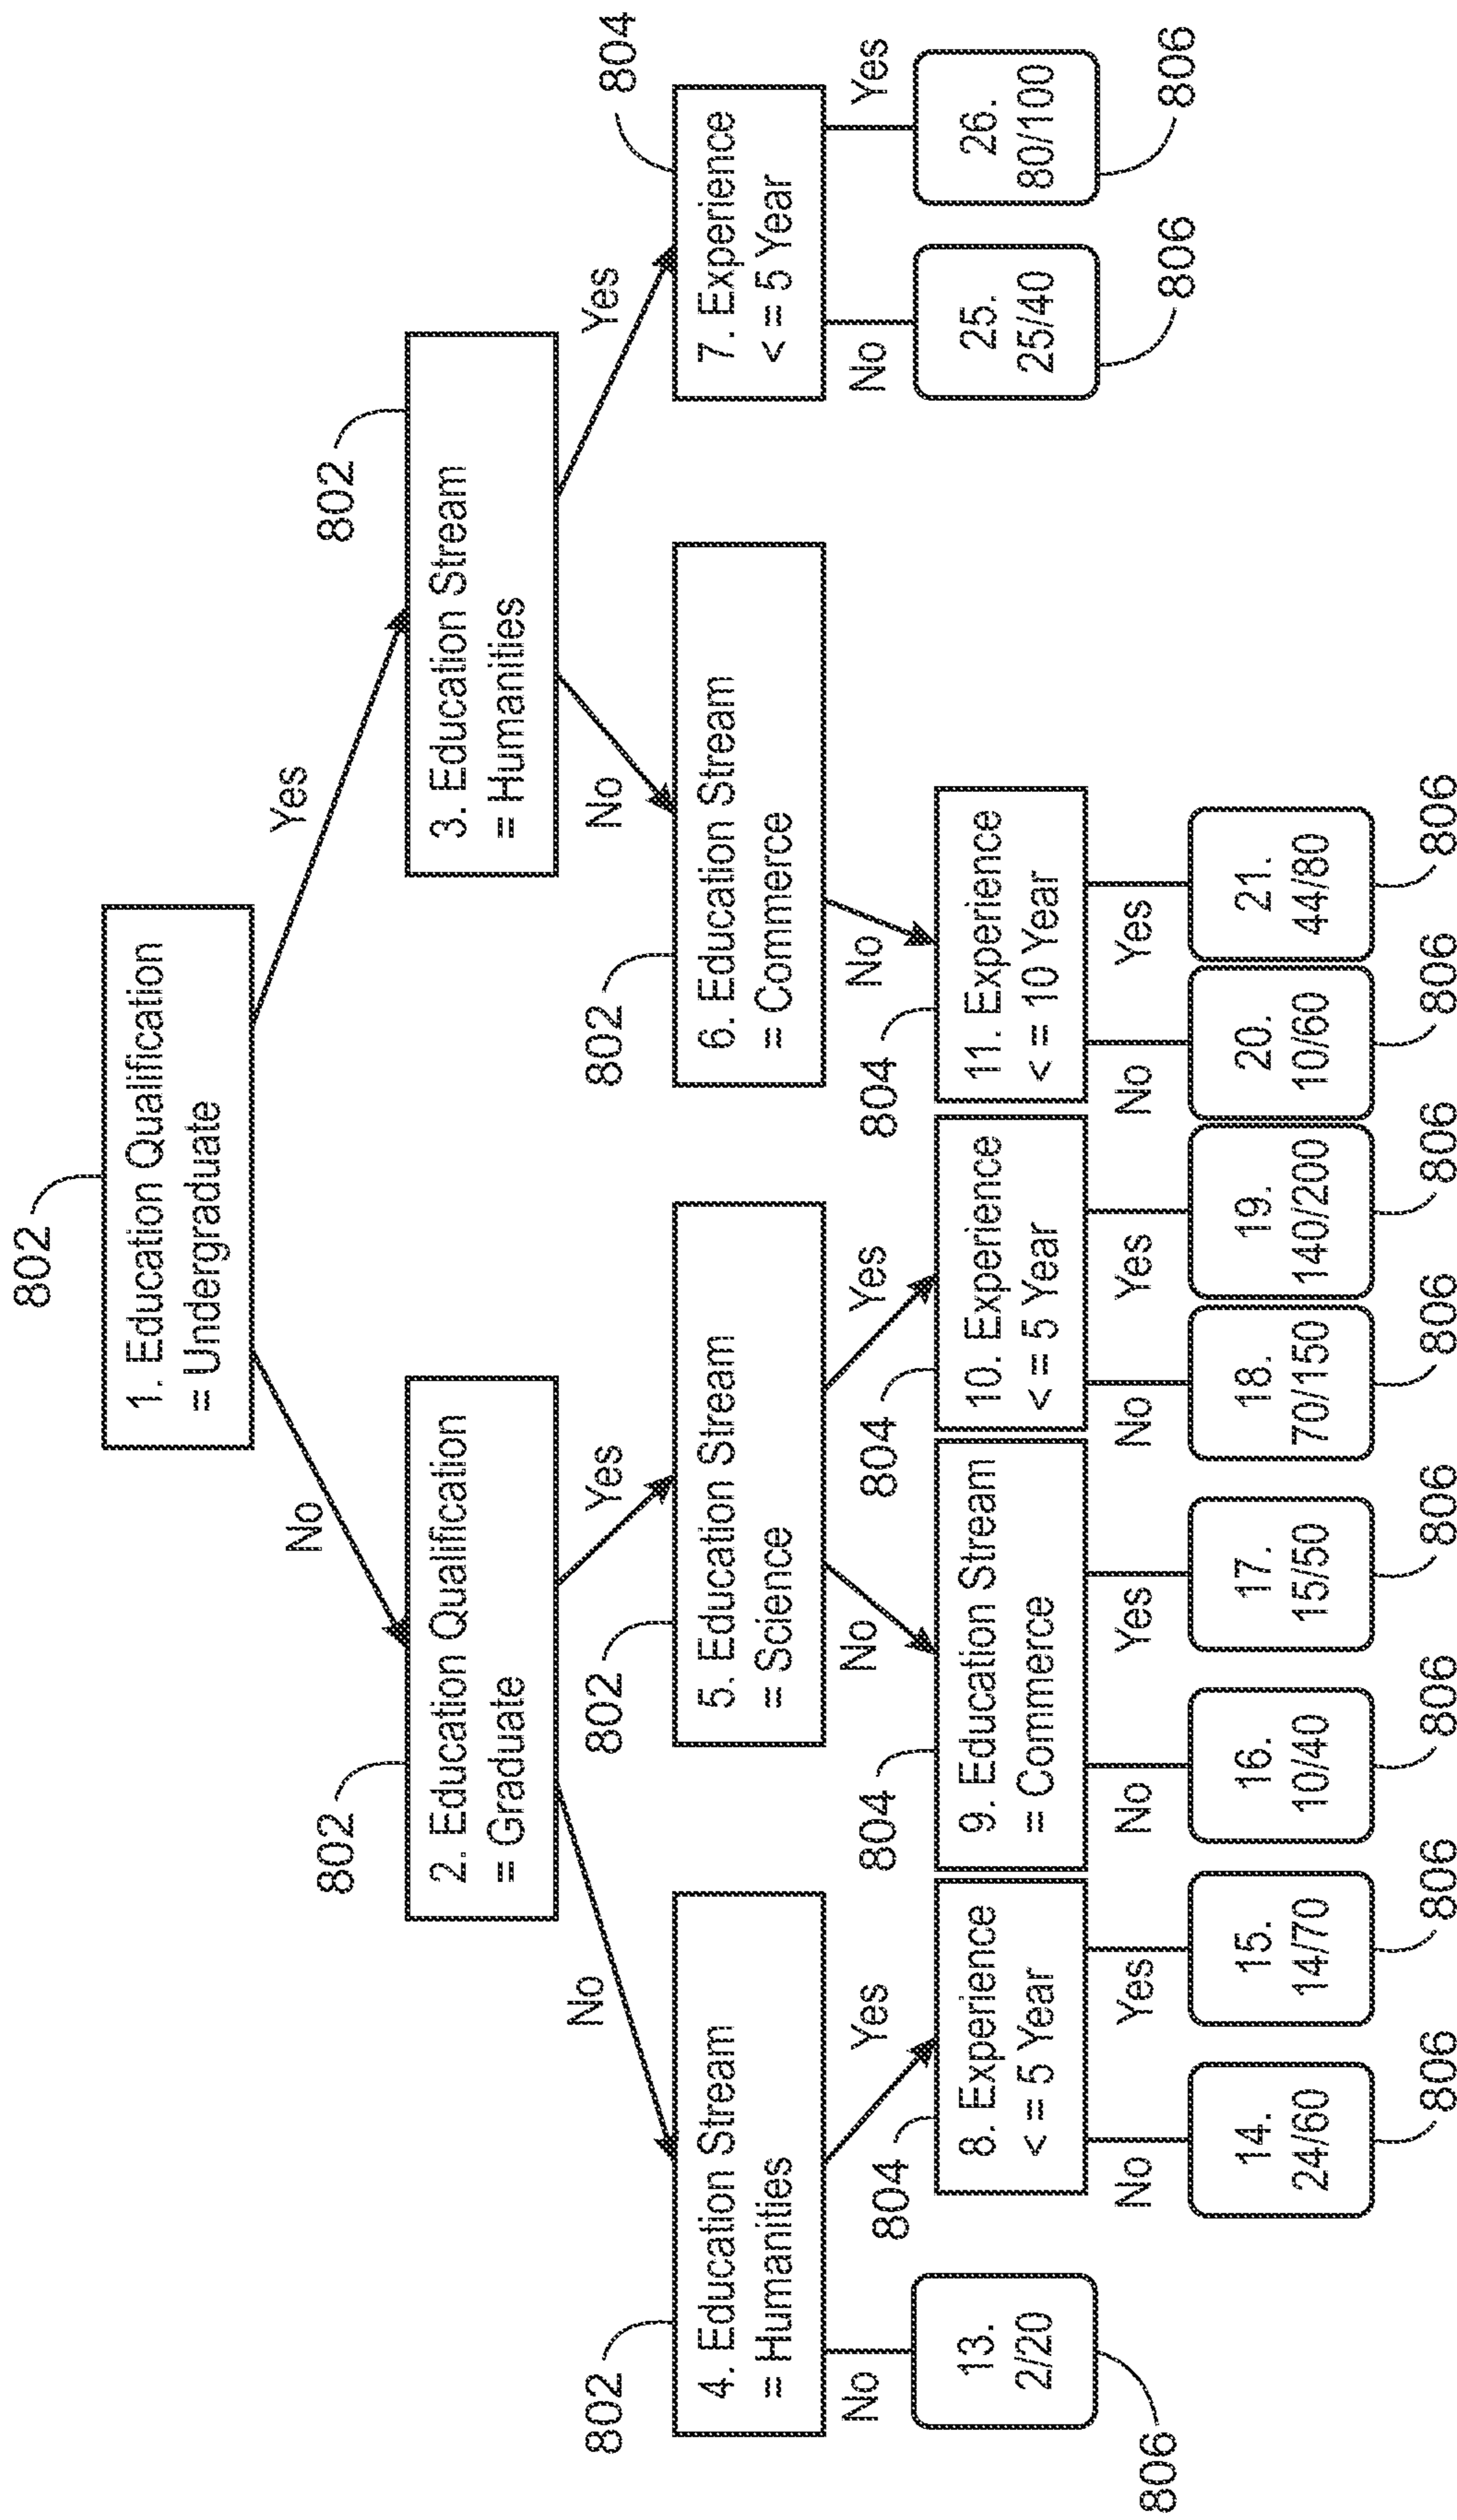 802
1. Education Qualification
= Undergraduate
No
Yes
802
2. Education Qualification
= Graduate
802
3. Education Stream
= Humanities
No
Yes
No
Yes
802
4. Education Stream
= Humanities
802
5. Education Stream
= Science
802
6. Education Stream
= Commerce
804
7. Experience
< = 5 Year
No
Yes
No
Yes
No
No
Yes
806
13.
2/20
804
8. Experience
< = 5 Year
804
9. Education Stream
= Commerce
804
10. Experience
< = 5 Year
804
11. Experience
< = 10 Year
25.
25/40
806
26.
80/100
806
No
Yes
No
Yes
No
Yes
No
Yes
14.
24/60
15.
14/70
16.
10/40
17.
15/50
18.
70/150
19.
140/200
20.
10/60
21.
44/80
806
806
806
806
806
806
806
806